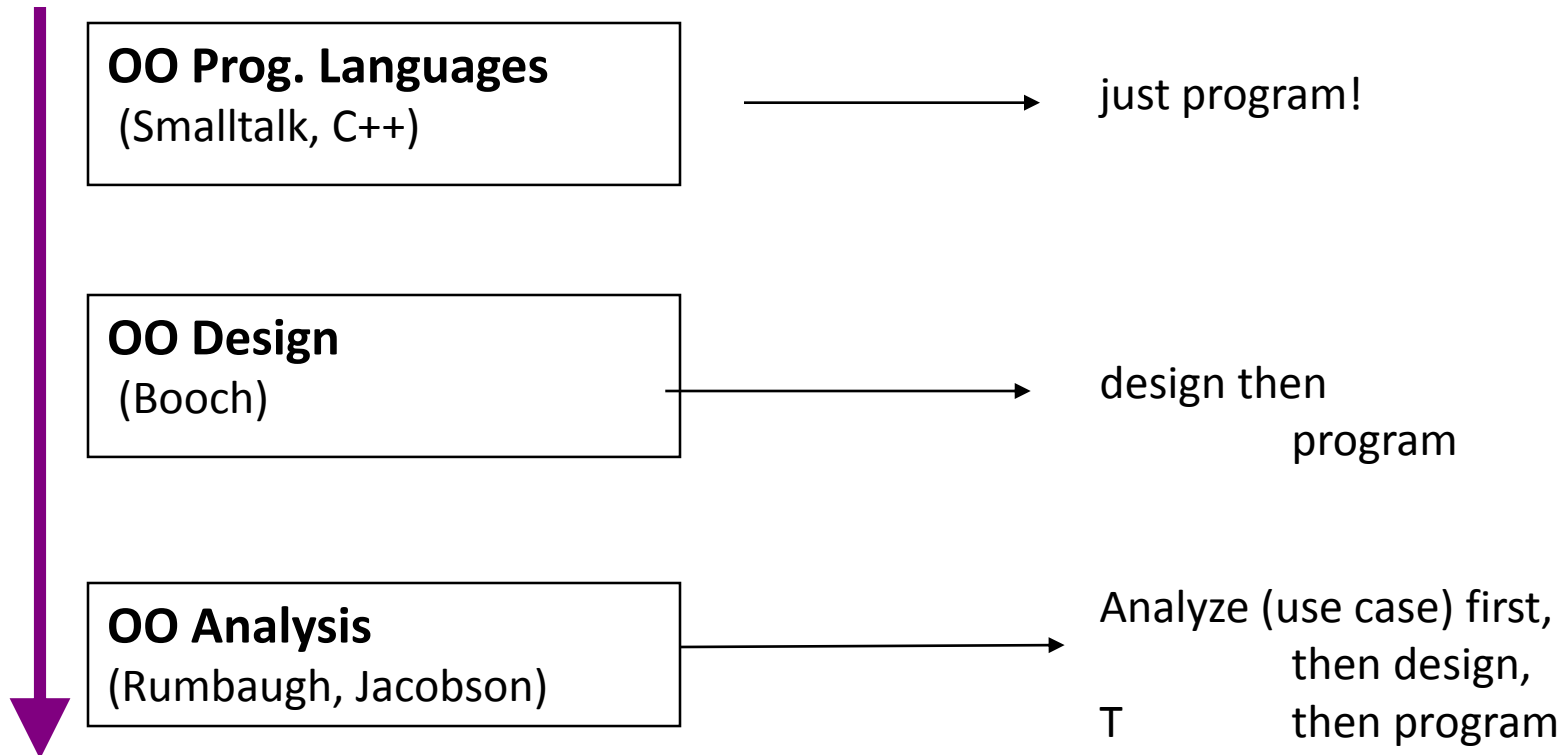 OO Prog. Languages
(Smalltalk, C++)
just program!
OO Design
(Booch)
design then
program
OO Analysis
(Rumbaugh, Jacobson)
Analyze (use case) first,
then design,
T then program